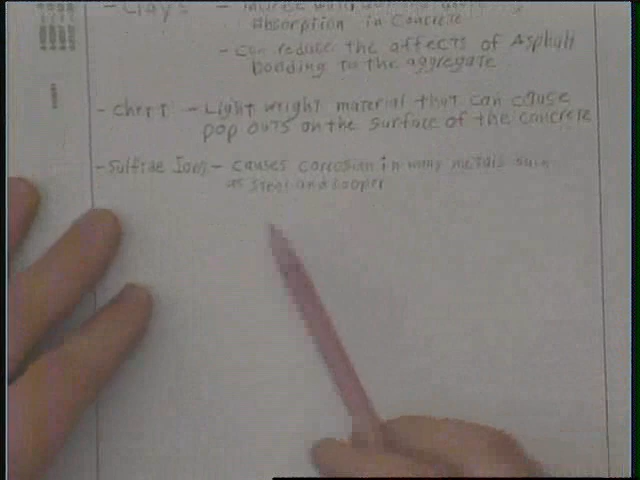 - Clays -
absorption in Concrete
- Can reduce the affects of Asphalt
bonding to the aggregate
- Chert - Light weight material that can cause
pop outs on the surface of the concrete
- Sulfide Ions - causes corrosion in many metals such
as steel and Copper